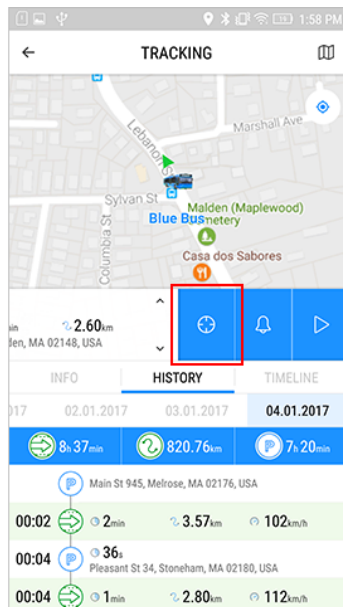 1:58 PM
TRACKING
Marshall Ave
Lebanon St
Sylvan St
Malden (Maplewood)
Blue Bus
metery
Columbia St
Casa dos Sabores
in
2.60km
den, MA 02148, USA
INFO
HISTORY
TIMELINE
017
02.01.2017
03.01.2017
04.01.2017
8h 37min
820.76km
P
7h 20min
P
Main St 945, Melrose, MA 02176, USA
00:02
2min
3.57km
102km/h
00:04
P
36s
Pleasant St 34, Stoneham, MA 02180, USA
00:04
1min
2.80km
112km/h